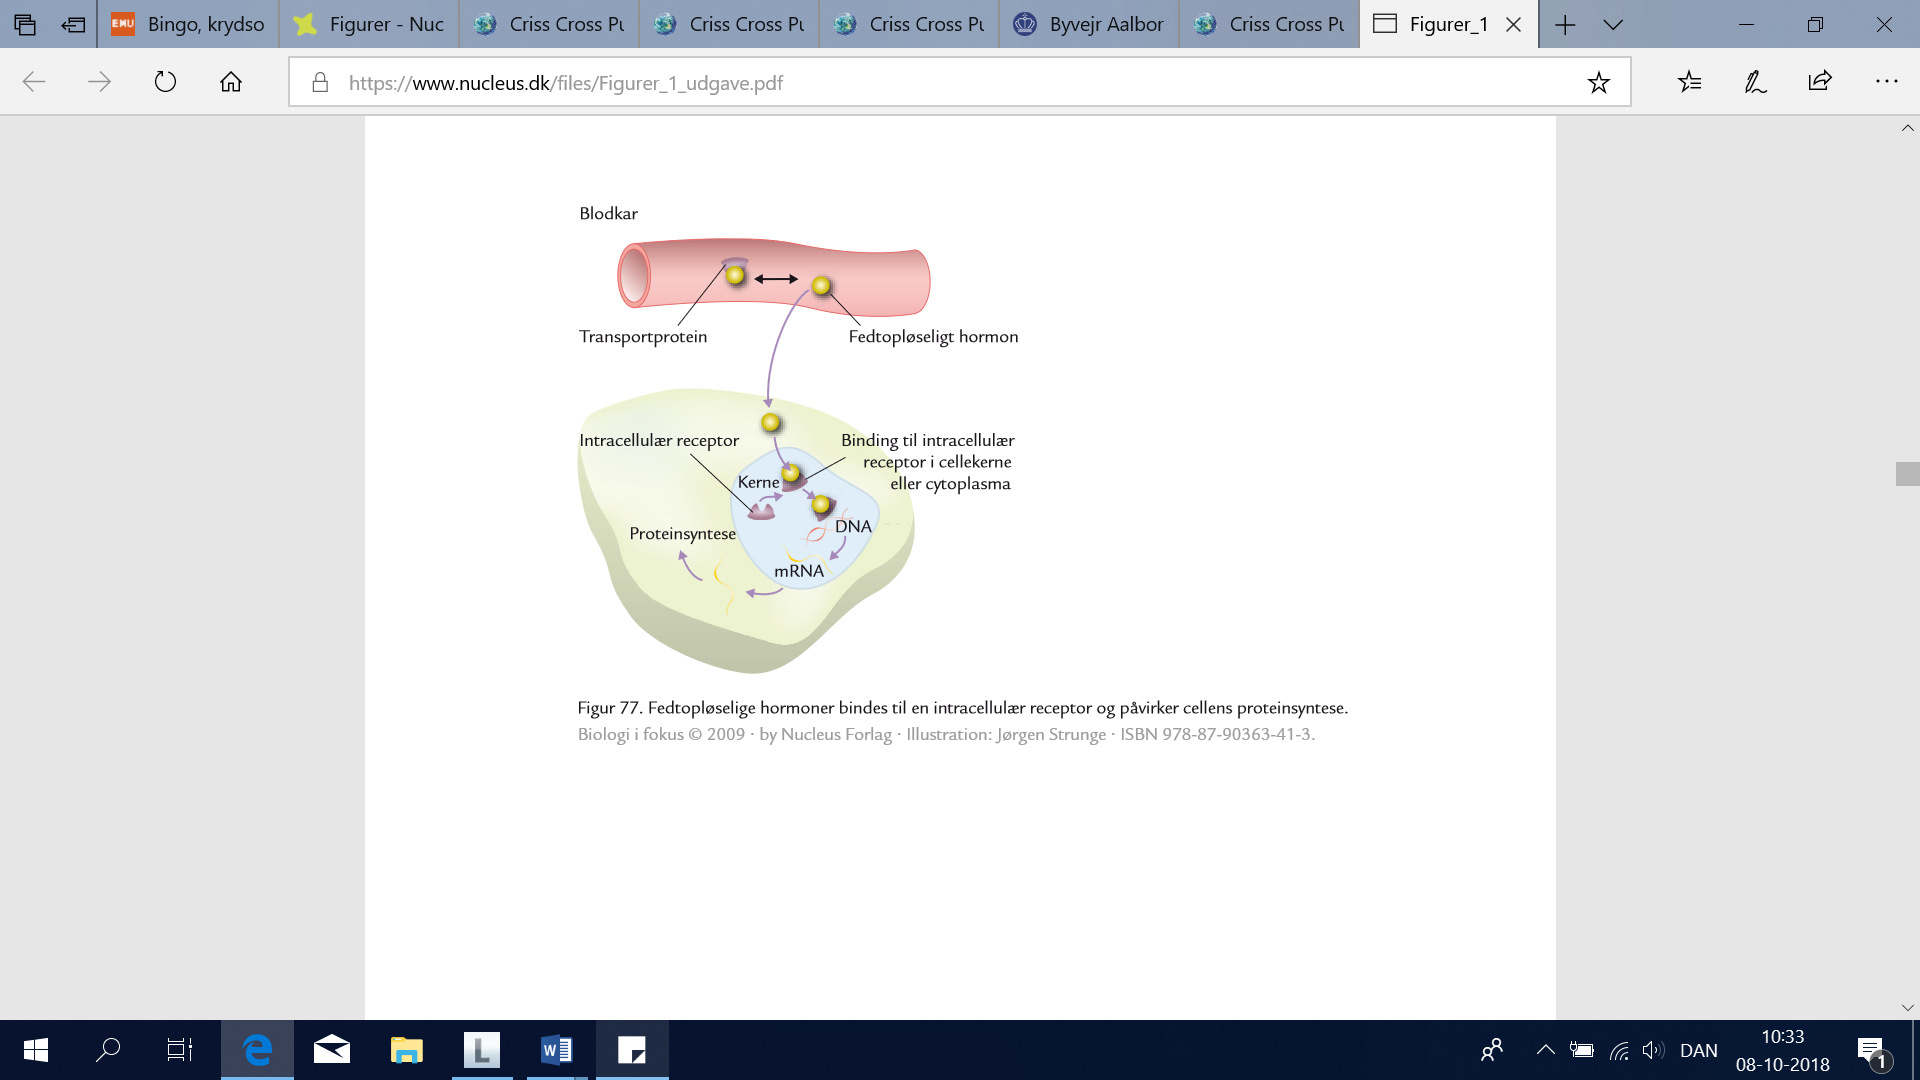 Bingo, krydso
Figurer - Nuc
Criss Cross Pu
Criss Cross Pu
Criss Cross Pu
Byvejr Aalbor
Criss Cross Pu
Figurer_1
https://www.nucleus.dk/files/Figurer_1_udgave.pdf
Blodkar
Transportprotein
Fedtopløseligt hormon
Intracellulær receptor
Binding til intracellulær
receptor i cellekerne
eller cytoplasma
Kerne
Proteinsyntese
DNA
mRNA
Figur 77. Fedtopløselige hormoner bindes til en intracellulær receptor og påvirker cellens proteinsyntese.
Biologi i fokus © 2009 · by Nucleus Forlag · Illustration: Jørgen Strunge · ISBN 978-87-90363-41-3.
DAN
10:33
08-10-2018
1
EMU
L
W